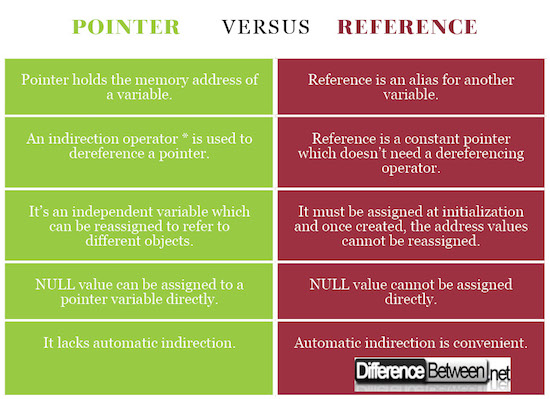 POINTER VERSUS REFERENCE
Pointer holds the memory address of
a variable.
Reference is an alias for another
variable.
An indirection operator * is used to
dereference a pointer.
Reference is a constant pointer
which doesn’t need a dereferencing
operator.
It’s an independent variable which
can be reassigned to refer to
different objects.
It must be assigned at initialization
and once created, the address values
cannot be reassigned.
NULL value can be assigned to a
pointer variable directly.
NULL value cannot be assigned
directly.
It lacks automatic indirection.
Automatic indirection is convenient.
Difference Between.net